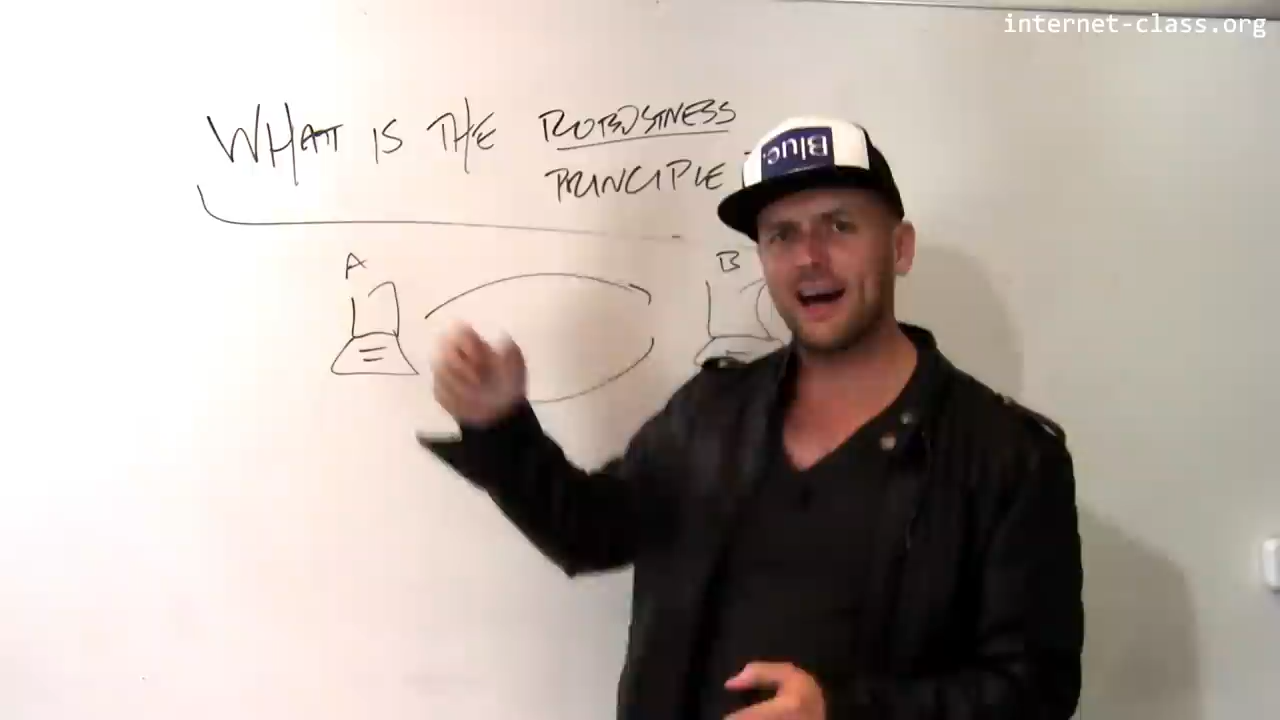 internet-class.org
WHAT IS THE ROBUSTNESS
PRINCIPLE
A
B
Blue.